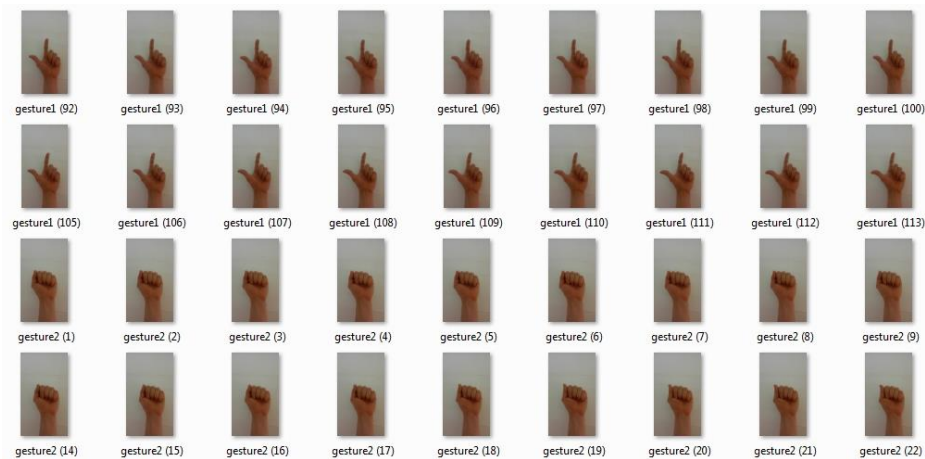 gesture1 (92) gesture1 (93) gesture1 (94) gesture1 (95) gesture1 (96) gesture1 (97) gesture1 (98) gesture1 (99) gesture1 (100)
gesture1 (105) gesture1 (106) gesture1 (107) gesture1 (108) gesture1 (109) gesture1 (110) gesture1 (111) gesture1 (112) gesture1 (113)
gesture2 (1) gesture2 (2) gesture2 (3) gesture2 (4) gesture2 (5) gesture2 (6) gesture2 (7) gesture2 (8) gesture2 (9)
gesture2 (14) gesture2 (15) gesture2 (16) gesture2 (17) gesture2 (18) gesture2 (19) gesture2 (20) gesture2 (21) gesture2 (22)